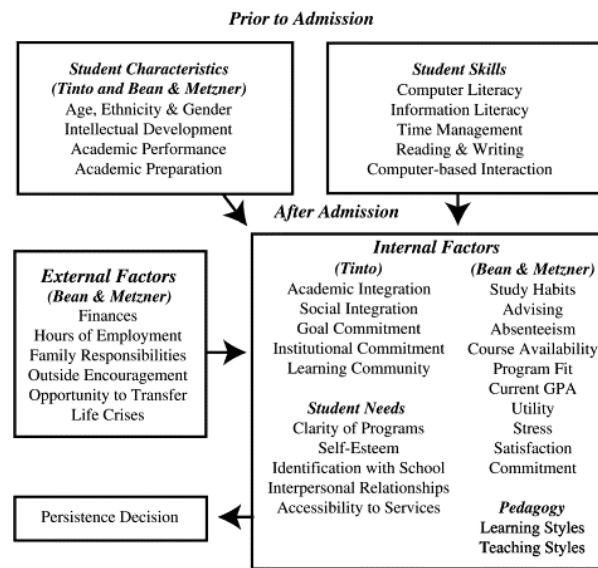 Prior to Admission
Student Characteristics
(Tinto and Bean & Metzner)
Age, Ethnicity & Gender
Intellectual Development
Academic Performance
Academic Preparation
Student Skills
Computer Literacy
Information Literacy
Time Management
Reading & Writing
Computer-based Interaction
After Admission
External Factors
(Bean & Metzner)
Finances
Hours of Employment
Family Responsibilities
Outside Encouragement
Opportunity to Transfer
Life Crises
Internal Factors
(Tinto)
Academic Integration
Social Integration
Goal Commitment
Institutional Commitment
Learning Community
Student Needs
Clarity of Programs
Self-Esteem
Identification with School
Interpersonal Relationships
Accessibility to Services
(Bean & Metzner)
Study Habits
Advising
Absenteeism
Course Availability
Program Fit
Current GPA
Utility
Stress
Satisfaction
Commitment
Pedagogy
Learning Styles
Teaching Styles
Persistence Decision